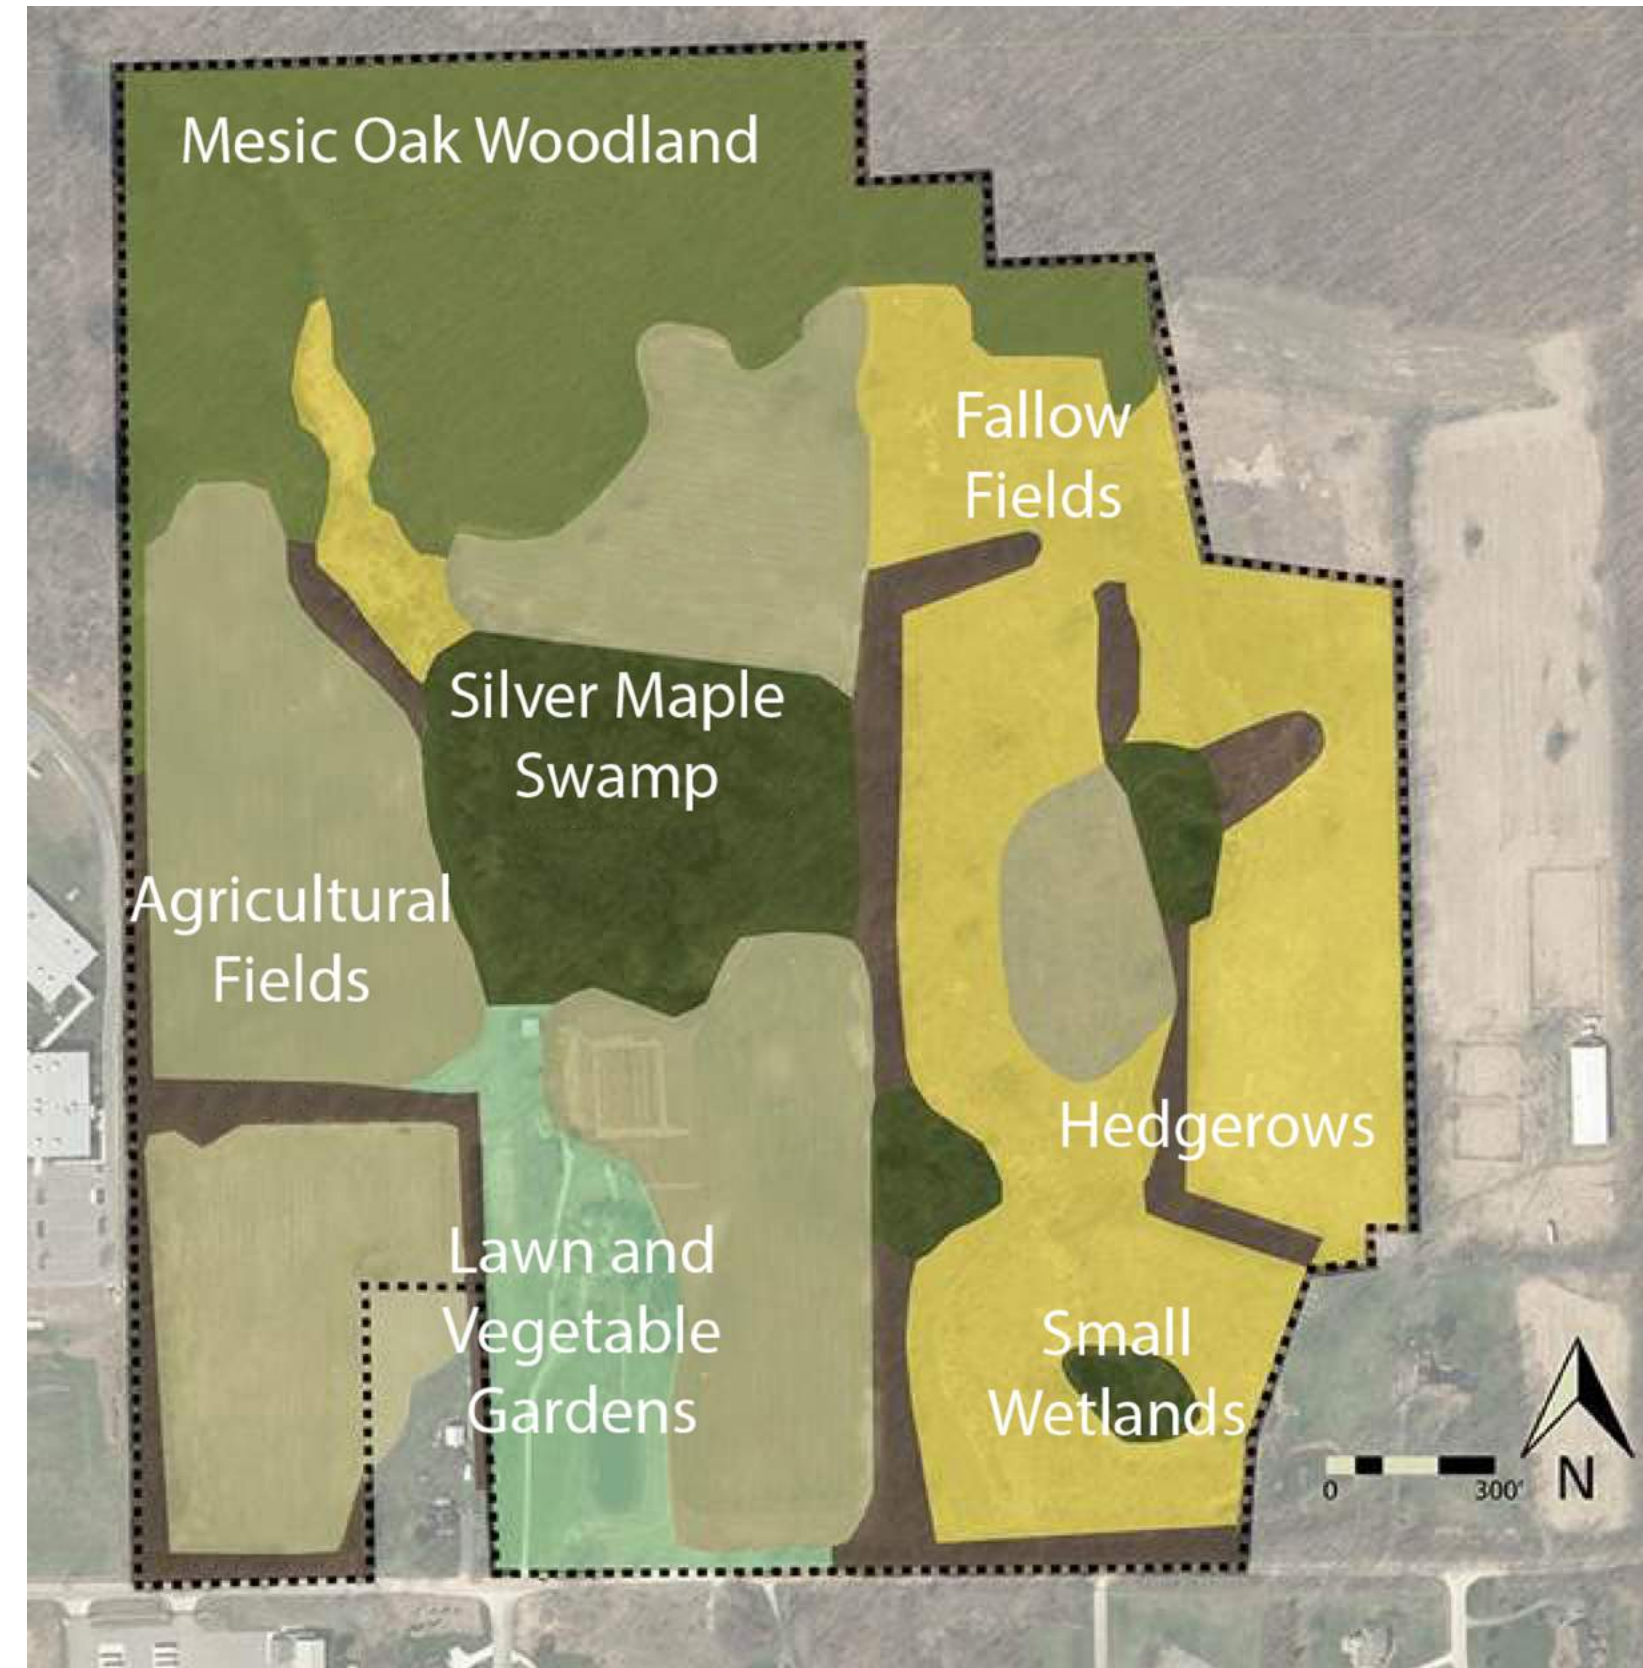 Mesic Oak Woodland
Fallow
Fields
Silver Maple
Swamp
Agricultural
Fields
Hedgerows
Lawn and
Vegetable
Gardens
Small
Wetlands
0 300'
N